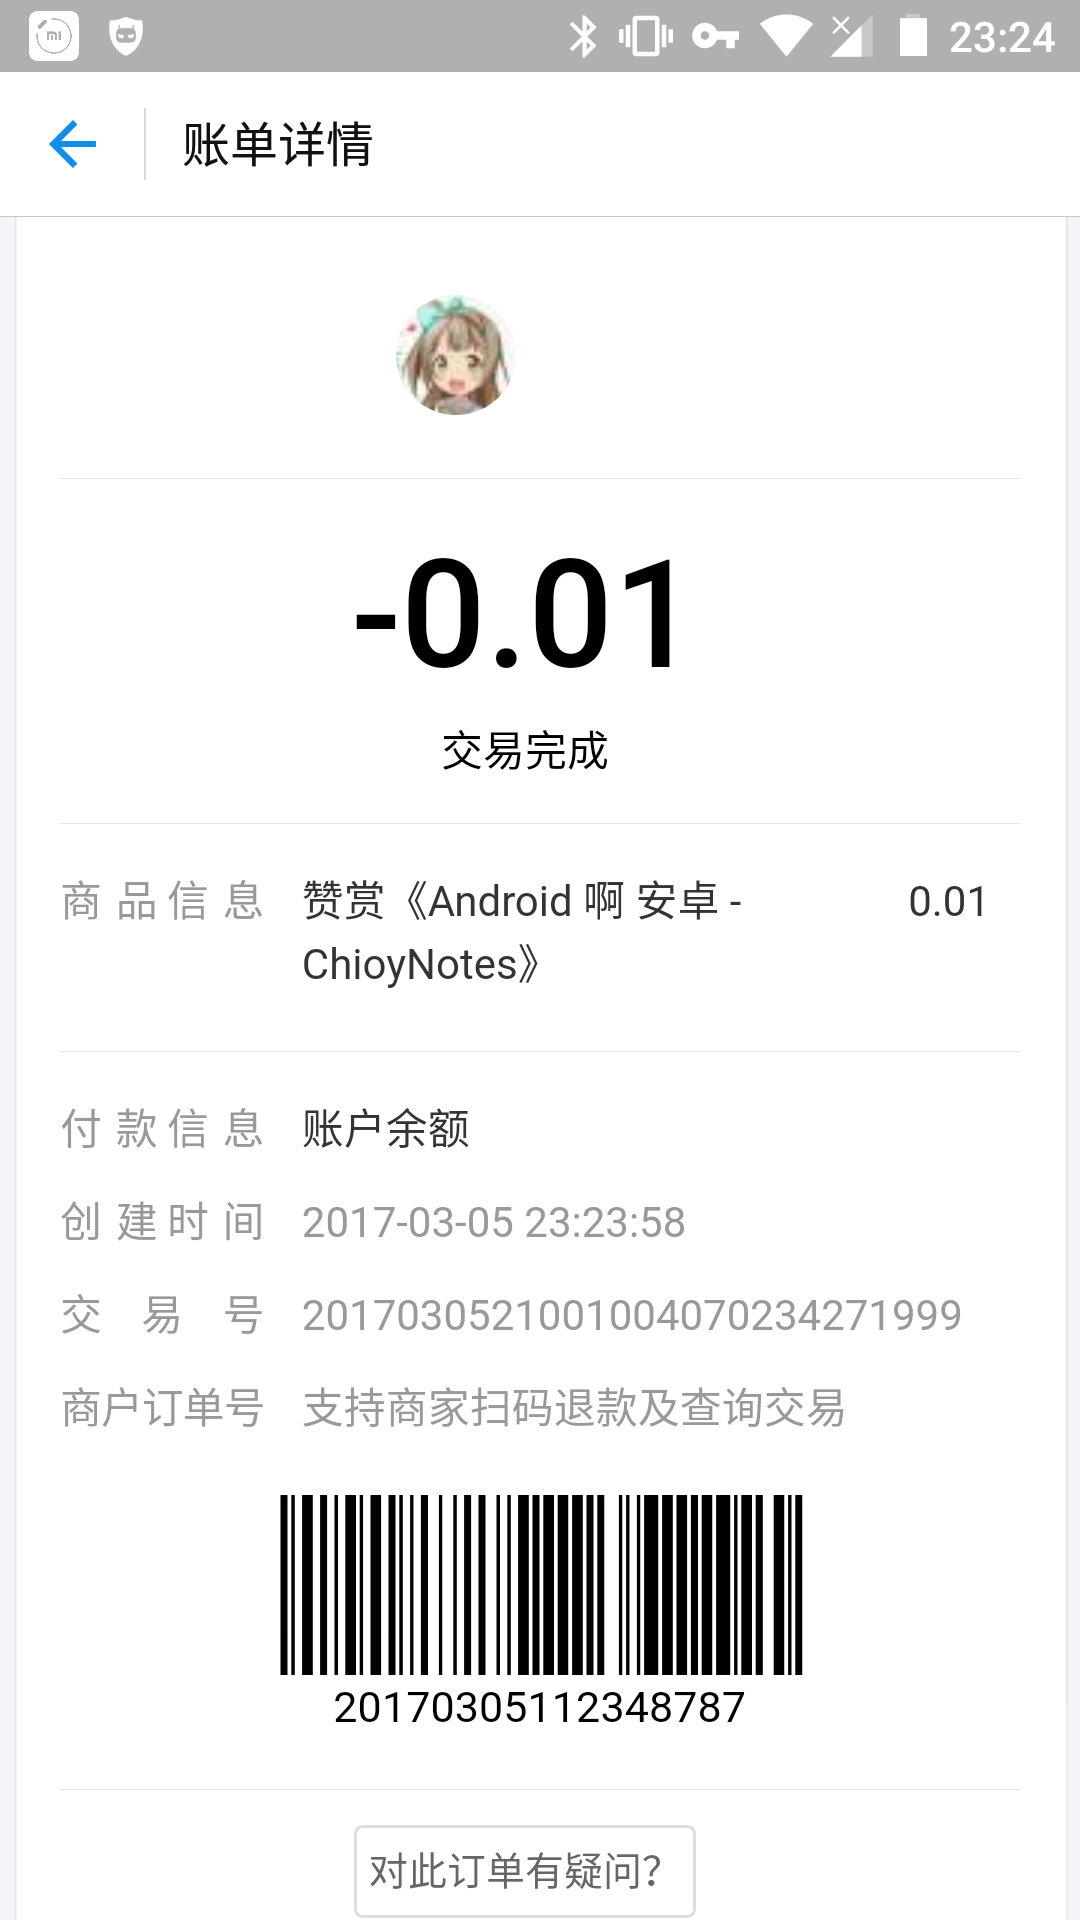 23:24
账单详情
-0.01
交易完成
商品信息 赞赏《Android 啊 安卓 - 0.01
ChioyNotes》
付款信息 账户余额
创建时间 2017-03-05 23:23:58
交易号 2017030521001004070234271999
商户订单号 支持商家扫码退款及查询交易
20170305112348787
对此订单有疑问?